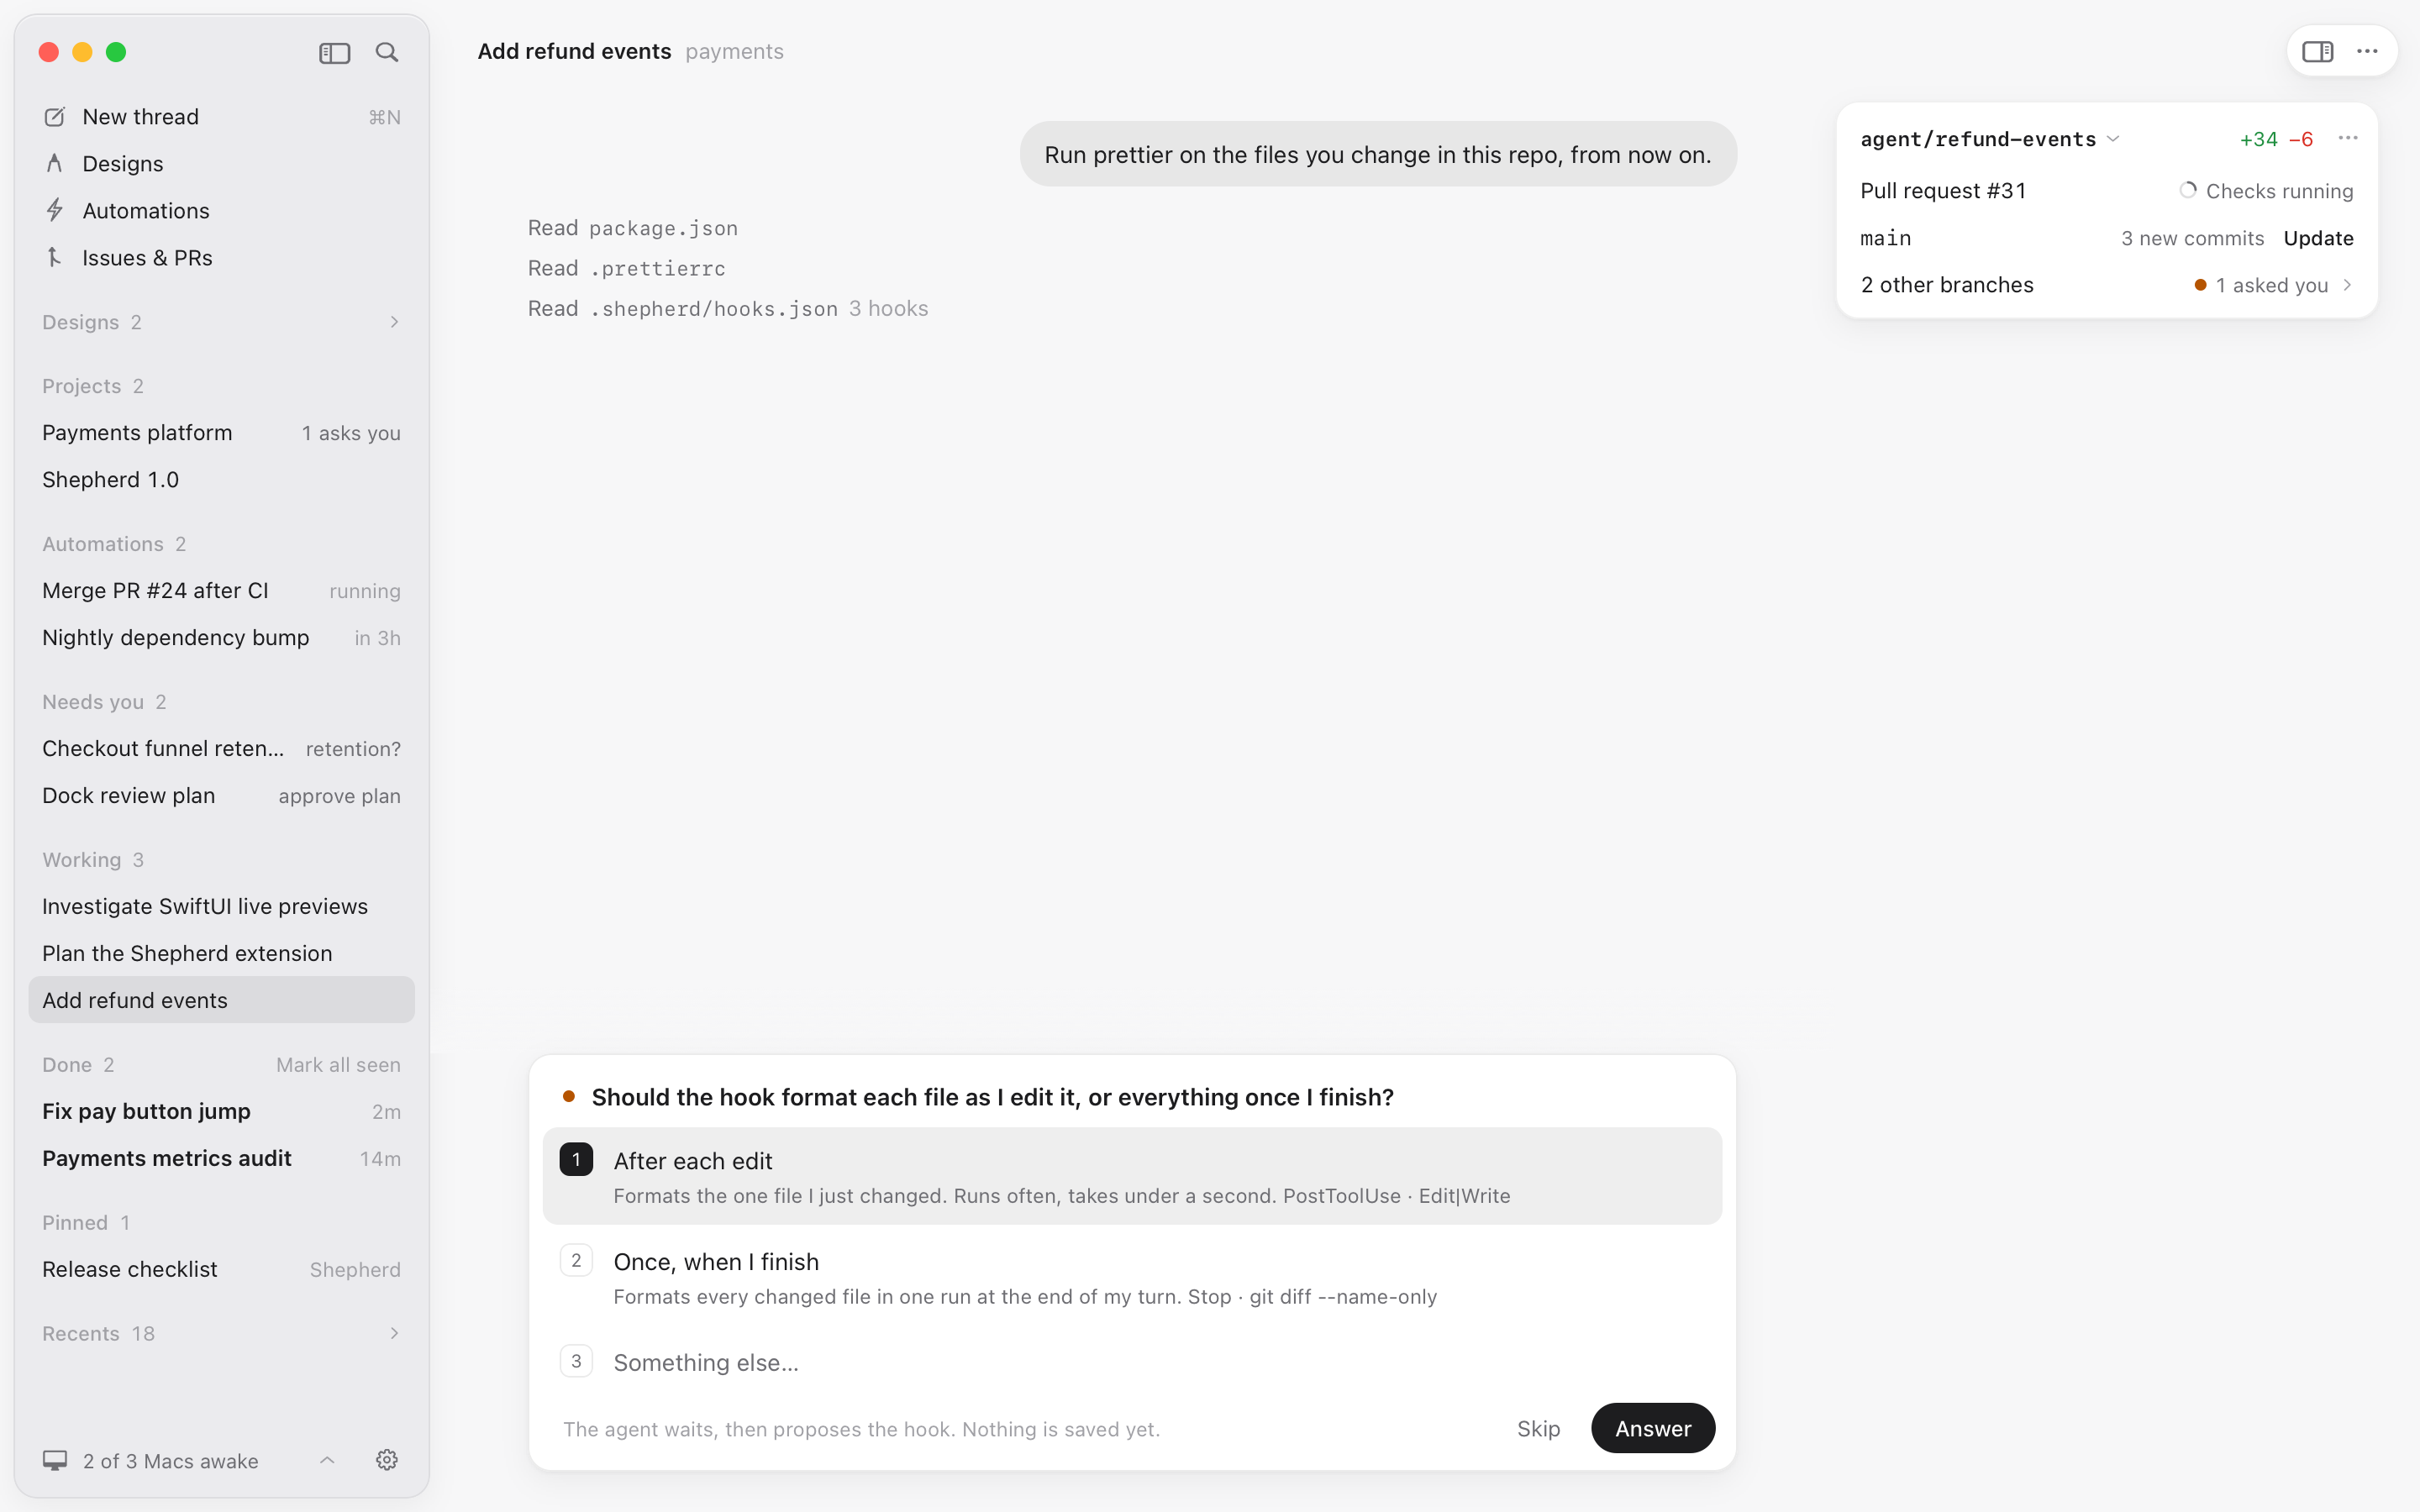 New thread ⌘N
Designs
Automations
Issues & PRs
Designs 2
Projects 2
Payments platform 1 asks you
Shepherd 1.0
Automations 2
Merge PR #24 after CI running
Nightly dependency bump in 3h
Needs you 2
Checkout funnel reten... retention?
Dock review plan approve plan
Working 3
Investigate SwiftUI live previews
Plan the Shepherd extension
Add refund events
Done 2 Mark all seen
Fix pay button jump 2m
Payments metrics audit 14m
Pinned 1
Release checklist Shepherd
Recents 18
2 of 3 Macs awake
Add refund events payments
Run prettier on the files you change in this repo, from now on.
Read package.json
Read .prettierrc
Read .shepherd/hooks.json 3 hooks
Should the hook format each file as I edit it, or everything once I finish?
1 After each edit
Formats the one file I just changed. Runs often, takes under a second. PostToolUse · Edit|Write
2 Once, when I finish
Formats every changed file in one run at the end of my turn. Stop · git diff --name-only
3 Something else...
The agent waits, then proposes the hook. Nothing is saved yet. Skip Answer
agent/refund-events +34 −6
Pull request #31 Checks running
main 3 new commits Update
2 other branches 1 asked you